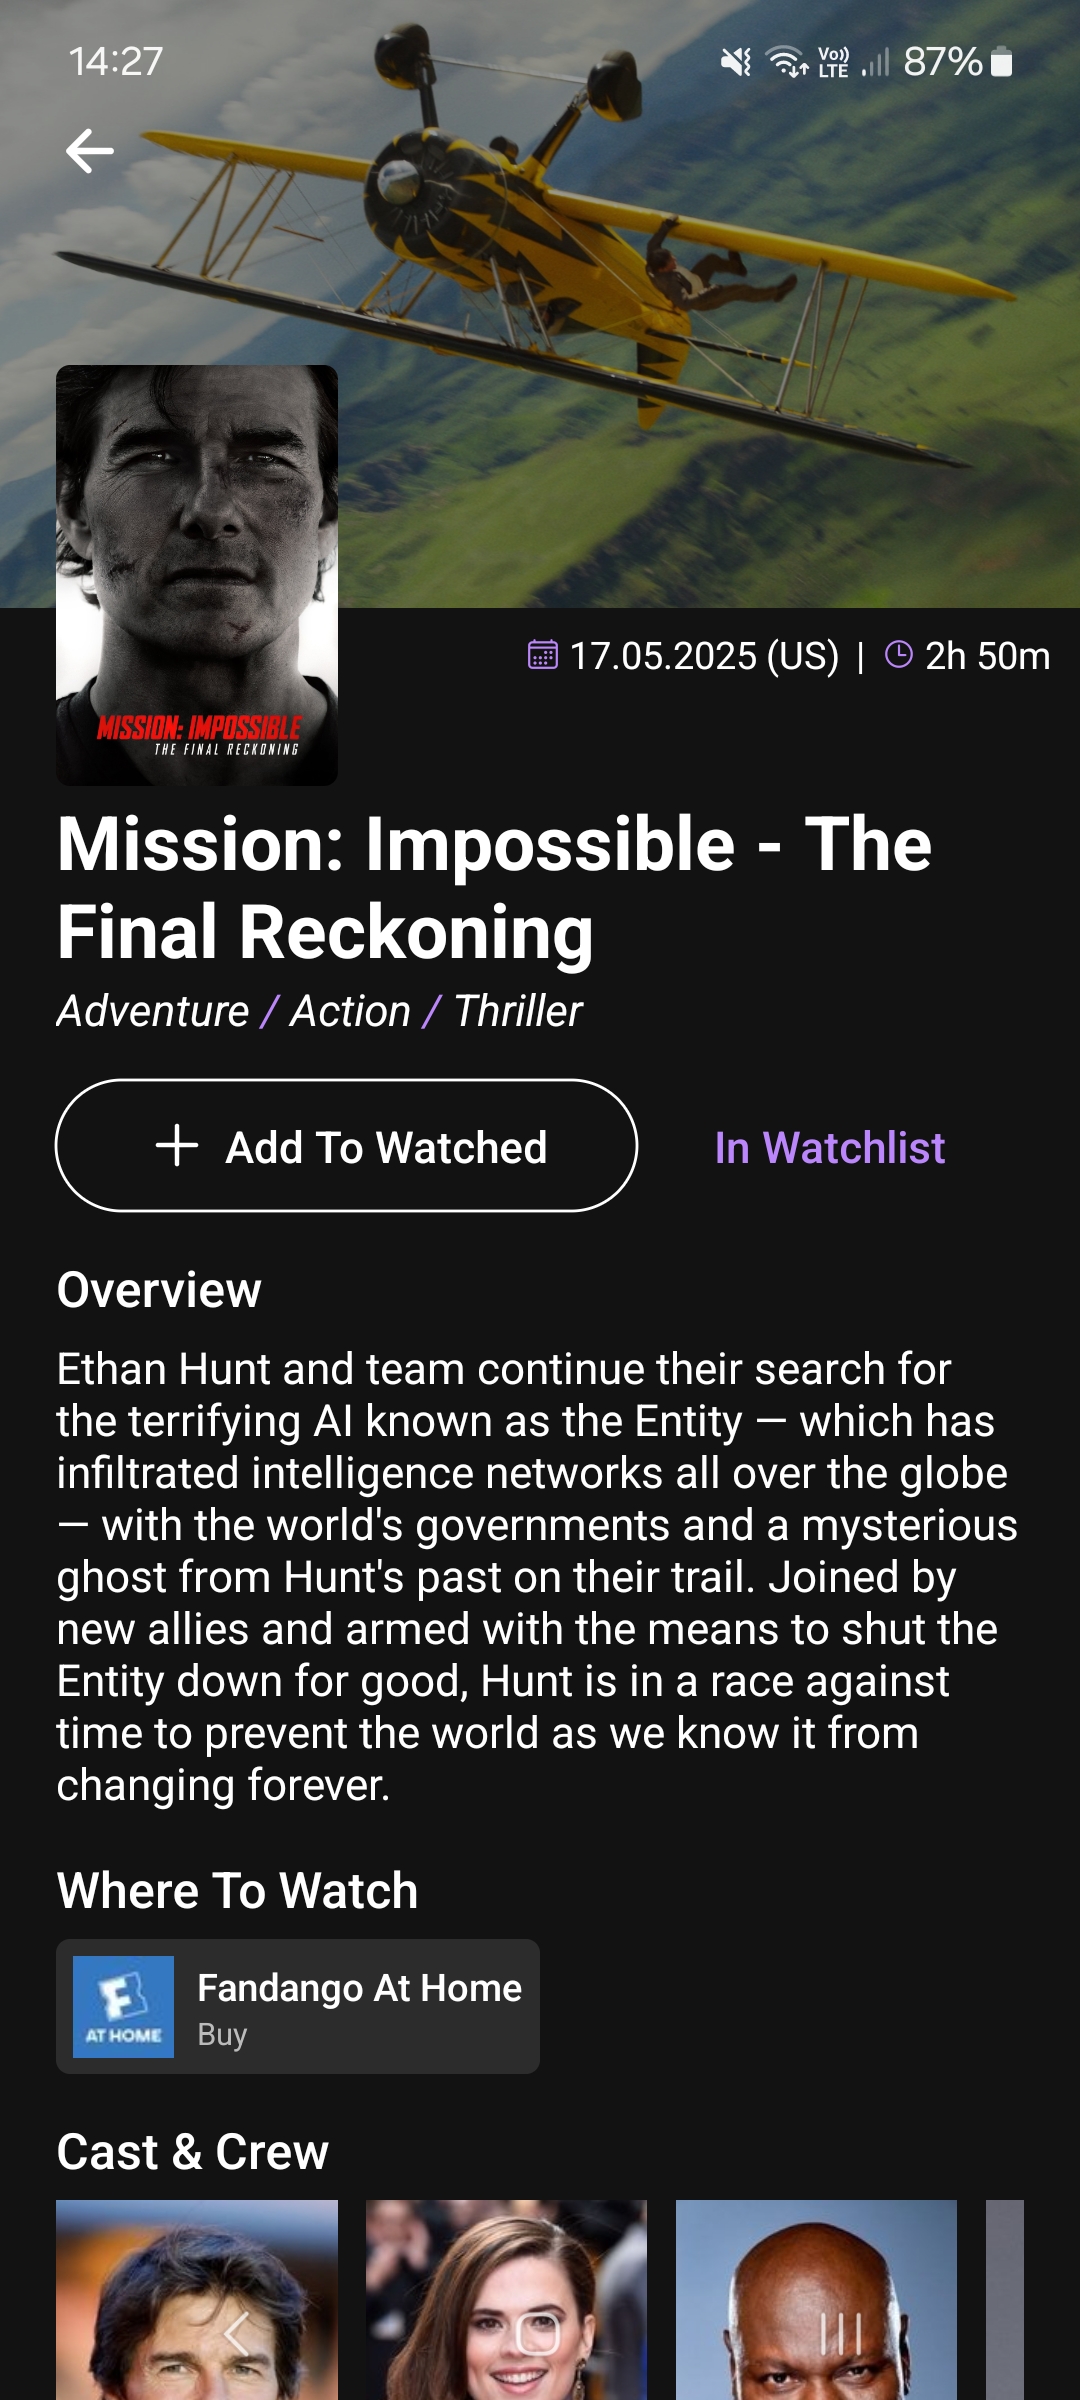 14:27
Vo))
LTE
87%
MISSION: IMPOSSIBLE
THE FINAL RECKONING
17.05.2025 (US) | 2h 50m
Mission: Impossible - The
Final Reckoning
Adventure / Action / Thriller
Add To Watched
In Watchlist
Overview
Ethan Hunt and team continue their search for
the terrifying AI known as the Entity — which has
infiltrated intelligence networks all over the globe
— with the world's governments and a mysterious
ghost from Hunt's past on their trail. Joined by
new allies and armed with the means to shut the
Entity down for good, Hunt is in a race against
time to prevent the world as we know it from
changing forever.
Where To Watch
F
AT HOME
Fandango At Home
Buy
Cast & Crew